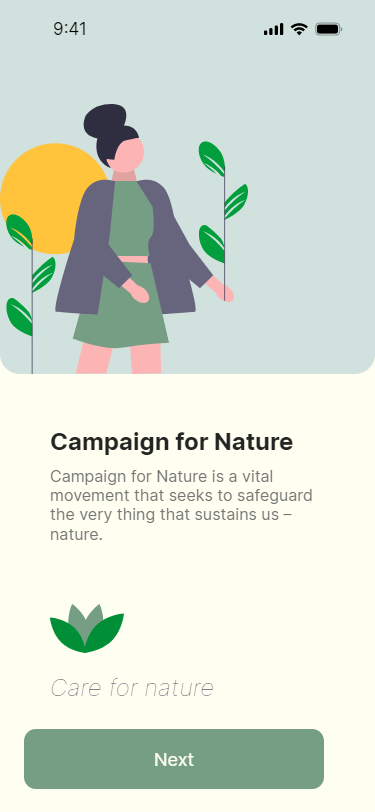 9:41
Campaign for Nature
Campaign for Nature is a vital
movement that seeks to safeguard
the very thing that sustains us –
nature.
Care for nature
Next